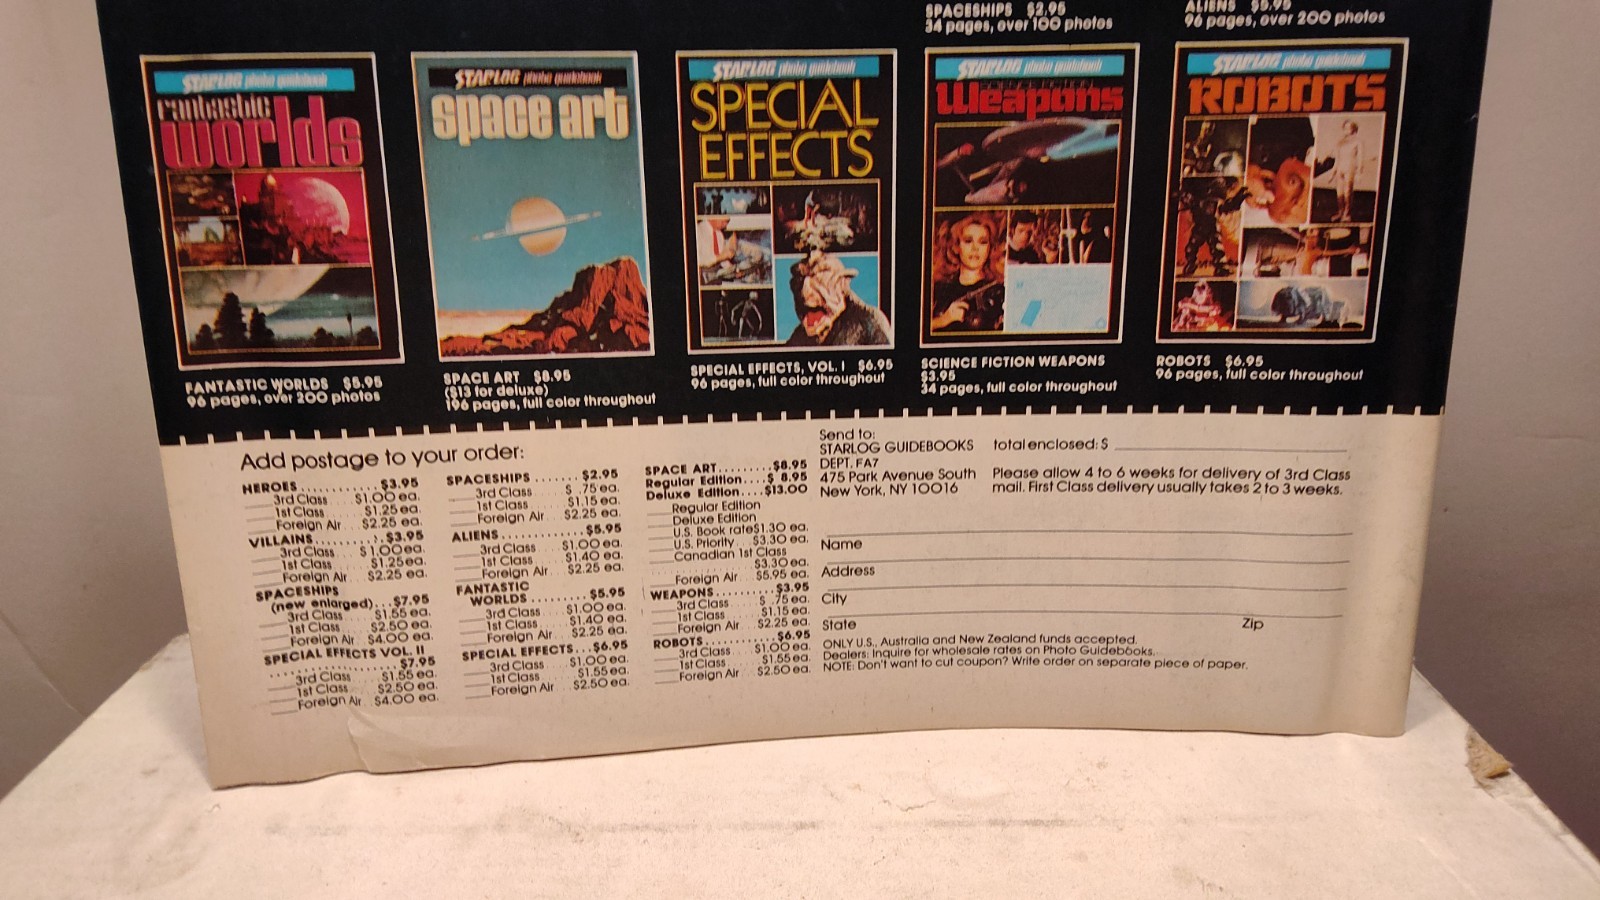 SPACESHIPS $2.95
34 pages, over 100 photos
ALIENS $5.95
96 pages, over 200 photos
STARLOG photo guidebook
Fantastic
Worlds
STARLOG photo guidebook
space art
STARLOG photo guidebook
SPECIAL
EFFECTS
STARLOG photo guidebook
Weapons
STARLOG photo guidebook
ROBOTS
FANTASTIC WORLDS $5.95
96 pages, over 200 photos
SPACE ART $8.95
($13 for deluxe)
196 pages, full color throughout
SPECIAL EFFECTS, VOL. I $6.95
96 pages, full color throughout
SCIENCE FICTION WEAPONS
$3.95
34 pages, full color throughout
ROBOTS $6.95
96 pages, full color throughout
Add postage to your order:
HEROES............$3.95
3rd Class $1.00 ea.
1st Class $1.25 ea.
Foreign Air $2.25 ea.
VILLAINS..........$3.95
3rd Class $1.00 ea.
1st Class $1.25 ea.
Foreign Air $2.25 ea.
SPACESHIPS
(new enlarged)...$7.95
3rd Class $1.55 ea.
1st Class $2.50 ea.
Foreign Air $4.00 ea.
SPECIAL EFFECTS VOL. II
..................$7.95
3rd Class $1.55 ea.
1st Class $2.50 ea.
Foreign Air $4.00 ea.
SPACESHIPS.......$2.95
3rd Class $ .75 ea.
1st Class $1.15 ea.
Foreign Air $2.25 ea.
ALIENS............$5.95
3rd Class $1.00 ea.
1st Class $1.40 ea.
Foreign Air $2.25 ea.
FANTASTIC
WORLDS.........$5.95
3rd Class $1.00 ea.
1st Class $1.40 ea.
Foreign Air $2.25 ea.
SPECIAL EFFECTS...$6.95
3rd Class $1.00 ea.
1st Class $1.55 ea.
Foreign Air $2.50 ea.
SPACE ART.........$8.95
Regular Edition....$ 8.95
Deluxe Edition....$13.00
Regular Edition
Deluxe Edition
U.S. Book rate $1.30 ea.
U.S. Priority $3.30 ea.
Canadian 1st Class
$3.30 ea.
Foreign Air $5.95 ea.
WEAPONS..........$3.95
3rd Class $ .75 ea.
1st Class $1.15 ea.
Foreign Air $2.25 ea.
ROBOTS............$6.95
3rd Class $1.00 ea.
1st Class $1.55 ea.
Foreign Air $2.50 ea.
Send to:
STARLOG GUIDEBOOKS
DEPT. FA7
475 Park Avenue South
New York, NY 10016
total enclosed: $
Please allow 4 to 6 weeks for delivery of 3rd Class
mail. First Class delivery usually takes 2 to 3 weeks.
Name
Address
City
State Zip
ONLY U.S., Australia and New Zealand funds accepted.
Dealers: Inquire for wholesale rates on Photo Guidebooks.
NOTE: Don't want to cut coupon? Write order on separate piece of paper.